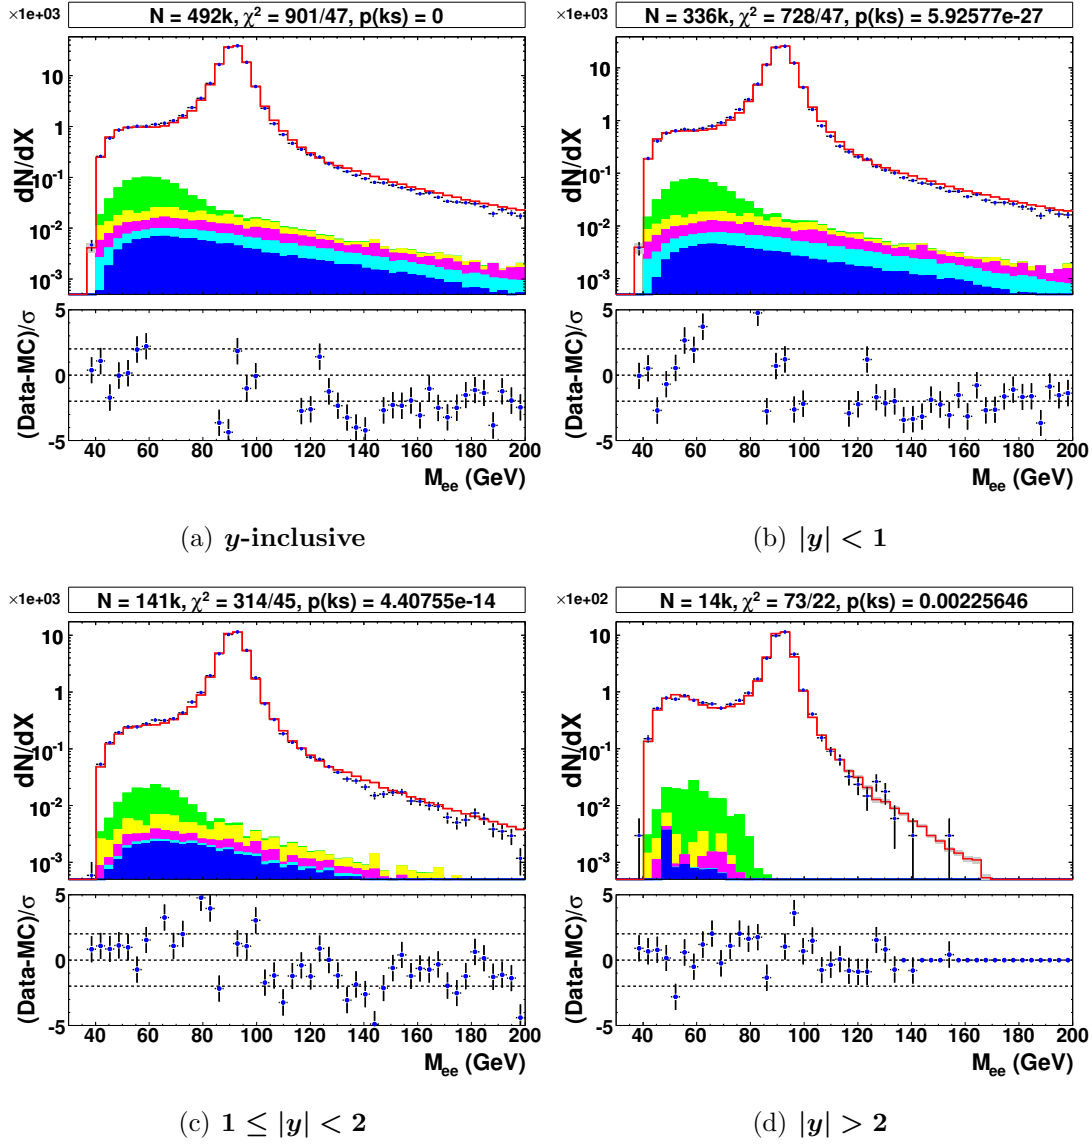 ×1e+03 N = 492k, χ² = 901/47, p(ks) = 0
dN/dX
10
1
10⁻¹
10⁻²
10⁻³
(Data-MC)/σ
5
0
-5
40 60 80 100 120 140 160 180 200
Mₑₑ (GeV)
(a) y-inclusive
×1e+03 N = 336k, χ² = 728/47, p(ks) = 5.92577e-27
dN/dX
10
1
10⁻¹
10⁻²
10⁻³
(Data-MC)/σ
5
0
-5
40 60 80 100 120 140 160 180 200
Mₑₑ (GeV)
(b) |y| < 1
×1e+03 N = 141k, χ² = 314/45, p(ks) = 4.40755e-14
dN/dX
10
1
10⁻¹
10⁻²
10⁻³
(Data-MC)/σ
5
0
-5
40 60 80 100 120 140 160 180 200
Mₑₑ (GeV)
(c) 1 ≤ |y| < 2
×1e+02 N = 14k, χ² = 73/22, p(ks) = 0.00225646
dN/dX
10
1
10⁻¹
10⁻²
10⁻³
(Data-MC)/σ
5
0
-5
40 60 80 100 120 140 160 180 200
Mₑₑ (GeV)
(d) |y| > 2